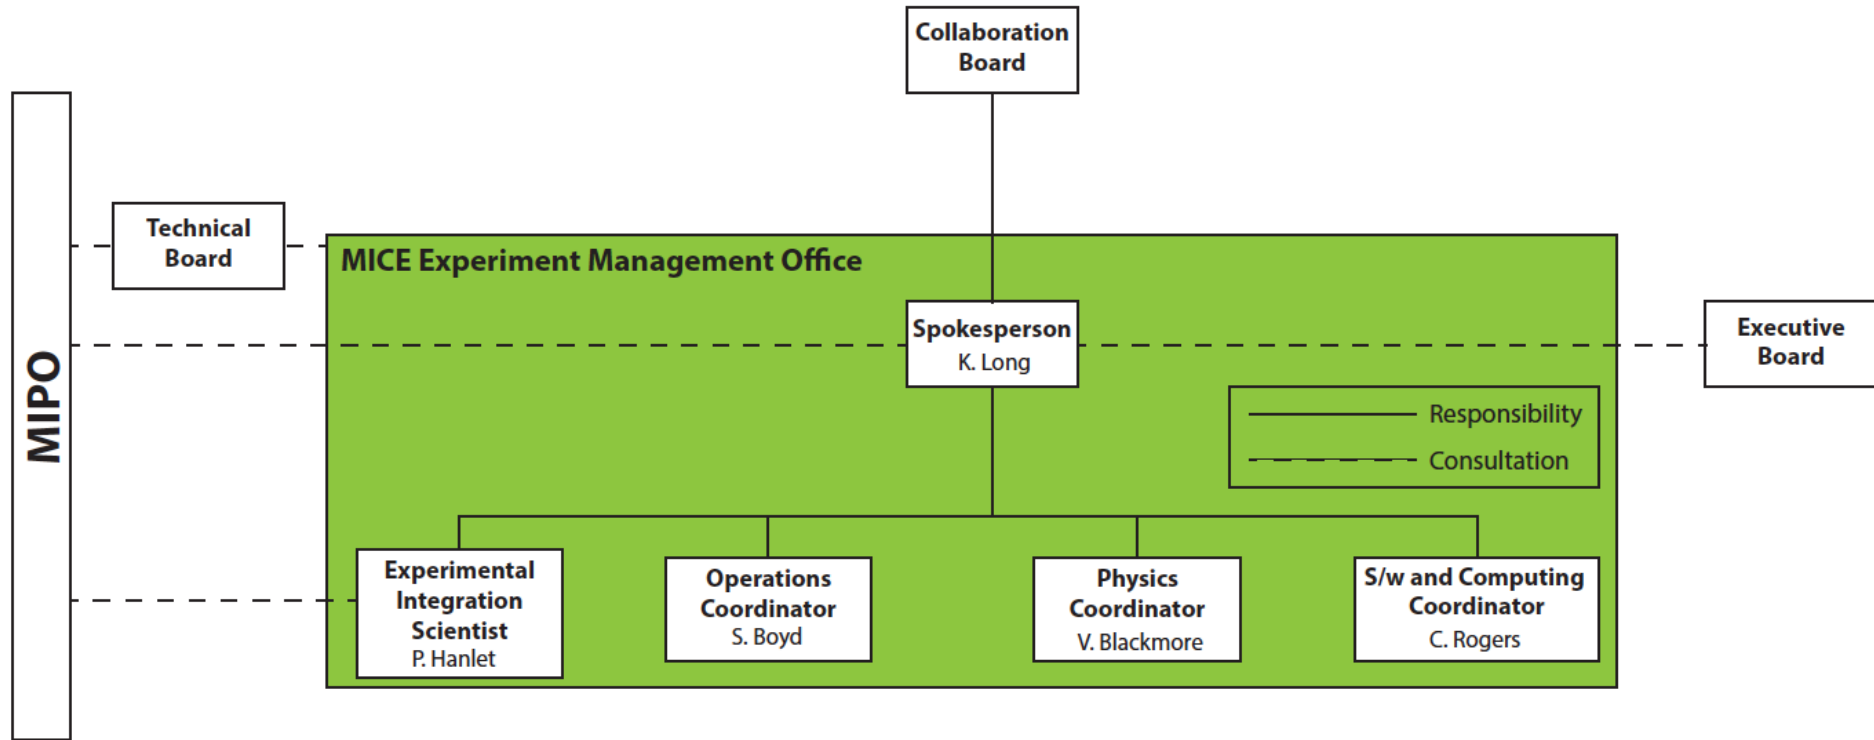 Collaboration
Board
MIPO
Technical
Board
MICE Experiment Management Office
Spokesperson
K. Long
Executive
Board
Responsibility
Consultation
Experimental
Integration
Scientist
P. Hanlet
Operations
Coordinator
S. Boyd
Physics
Coordinator
V. Blackmore
S/w and Computing
Coordinator
C. Rogers